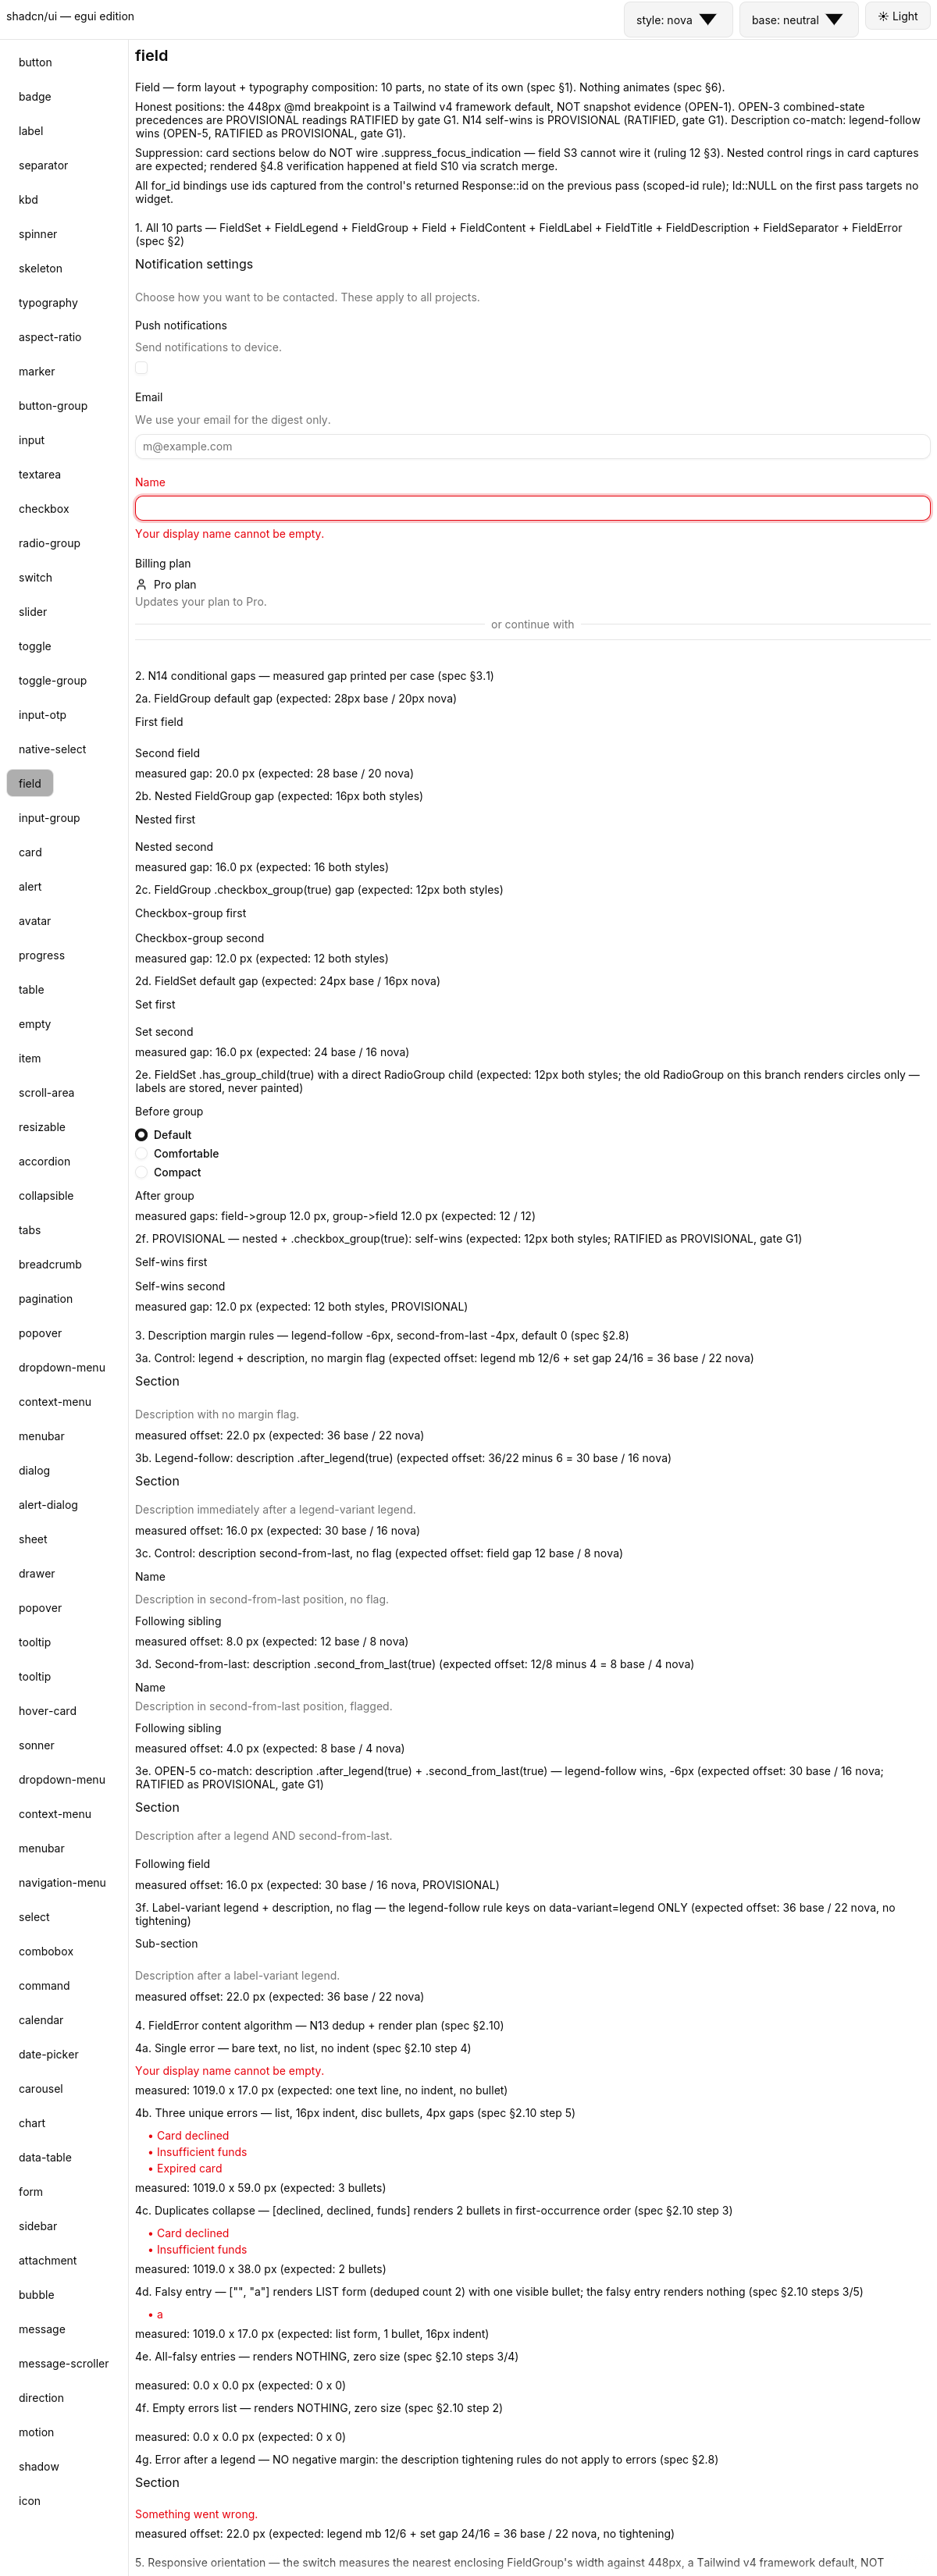 shadcn/ui — egui edition
style: nova
base: neutral
☀ Light
button
badge
label
separator
kbd
spinner
skeleton
typography
aspect-ratio
marker
button-group
input
textarea
checkbox
radio-group
switch
slider
toggle
toggle-group
input-otp
native-select
field
input-group
card
alert
avatar
progress
table
empty
item
scroll-area
resizable
accordion
collapsible
tabs
breadcrumb
pagination
popover
dropdown-menu
context-menu
menubar
dialog
alert-dialog
sheet
drawer
popover
tooltip
tooltip
hover-card
sonner
dropdown-menu
context-menu
menubar
navigation-menu
select
combobox
command
calendar
date-picker
carousel
chart
data-table
form
sidebar
attachment
bubble
message
message-scroller
direction
motion
shadow
icon
field
Field — form layout + typography composition: 10 parts, no state of its own (spec §1). Nothing animates (spec §6).
Honest positions: the 448px @md breakpoint is a Tailwind v4 framework default, NOT snapshot evidence (OPEN-1). OPEN-3 combined-state
precedences are PROVISIONAL readings RATIFIED by gate G1). N14 self-wins is PROVISIONAL (RATIFIED, gate G1). Description co-match: legend-follow
wins (OPEN-5, RATIFIED as PROVISIONAL, gate G1).
Suppression: card sections below do NOT wire .suppress_focus_indication — field S3 cannot wire it (ruling 12 §3). Nested control rings in card captures
are expected; rendered §4.8 verification happened at field S10 via scratch merge.
All for_id bindings use ids captured from the control's returned Response::id on the previous pass (scoped-id rule); Id::NULL on the first pass targets no
widget.
1. All 10 parts — FieldSet + FieldLegend + FieldGroup + Field + FieldContent + FieldLabel + FieldTitle + FieldDescription + FieldSeparator + FieldError
(spec §2)
Notification settings
Choose how you want to be contacted. These apply to all projects.
Push notifications
Send notifications to device.
Email
We use your email for the digest only.
m@example.com
Name
Your display name cannot be empty.
Billing plan
Pro plan
Updates your plan to Pro.
or continue with
2. N14 conditional gaps — measured gap printed per case (spec §3.1)
2a. FieldGroup default gap (expected: 28px base / 20px nova)
First field
Second field
measured gap: 20.0 px (expected: 28 base / 20 nova)
2b. Nested FieldGroup gap (expected: 16px both styles)
Nested first
Nested second
measured gap: 16.0 px (expected: 16 both styles)
2c. FieldGroup .checkbox_group(true) gap (expected: 12px both styles)
Checkbox-group first
Checkbox-group second
measured gap: 12.0 px (expected: 12 both styles)
2d. FieldSet default gap (expected: 24px base / 16px nova)
Set first
Set second
measured gap: 16.0 px (expected: 24 base / 16 nova)
2e. FieldSet .has_group_child(true) with a direct RadioGroup child (expected: 12px both styles; the old RadioGroup on this branch renders circles only —
labels are stored, never painted)
Before group
Default
Comfortable
Compact
After group
measured gaps: field->group 12.0 px, group->field 12.0 px (expected: 12 / 12)
2f. PROVISIONAL — nested + .checkbox_group(true): self-wins (expected: 12px both styles; RATIFIED as PROVISIONAL, gate G1)
Self-wins first
Self-wins second
measured gap: 12.0 px (expected: 12 both styles, PROVISIONAL)
3. Description margin rules — legend-follow -6px, second-from-last -4px, default 0 (spec §2.8)
3a. Control: legend + description, no margin flag (expected offset: legend mb 12/6 + set gap 24/16 = 36 base / 22 nova)
Section
Description with no margin flag.
measured offset: 22.0 px (expected: 36 base / 22 nova)
3b. Legend-follow: description .after_legend(true) (expected offset: 36/22 minus 6 = 30 base / 16 nova)
Section
Description immediately after a legend-variant legend.
measured offset: 16.0 px (expected: 30 base / 16 nova)
3c. Control: description second-from-last, no flag (expected offset: field gap 12 base / 8 nova)
Name
Description in second-from-last position, no flag.
Following sibling
measured offset: 8.0 px (expected: 12 base / 8 nova)
3d. Second-from-last: description .second_from_last(true) (expected offset: 12/8 minus 4 = 8 base / 4 nova)
Name
Description in second-from-last position, flagged.
Following sibling
measured offset: 4.0 px (expected: 8 base / 4 nova)
3e. OPEN-5 co-match: description .after_legend(true) + .second_from_last(true) — legend-follow wins, -6px (expected offset: 30 base / 16 nova;
RATIFIED as PROVISIONAL, gate G1)
Section
Description after a legend AND second-from-last.
Following field
measured offset: 16.0 px (expected: 30 base / 16 nova, PROVISIONAL)
3f. Label-variant legend + description, no flag — the legend-follow rule keys on data-variant=legend ONLY (expected offset: 36 base / 22 nova, no
tightening)
Sub-section
Description after a label-variant legend.
measured offset: 22.0 px (expected: 36 base / 22 nova)
4. FieldError content algorithm — N13 dedup + render plan (spec §2.10)
4a. Single error — bare text, no list, no indent (spec §2.10 step 4)
Your display name cannot be empty.
measured: 1019.0 x 17.0 px (expected: one text line, no indent, no bullet)
4b. Three unique errors — list, 16px indent, disc bullets, 4px gaps (spec §2.10 step 5)
• Card declined
• Insufficient funds
• Expired card
measured: 1019.0 x 59.0 px (expected: 3 bullets)
4c. Duplicates collapse — [declined, declined, funds] renders 2 bullets in first-occurrence order (spec §2.10 step 3)
• Card declined
• Insufficient funds
measured: 1019.0 x 38.0 px (expected: 2 bullets)
4d. Falsy entry — ["", "a"] renders LIST form (deduped count 2) with one visible bullet; the falsy entry renders nothing (spec §2.10 steps 3/5)
• a
measured: 1019.0 x 17.0 px (expected: list form, 1 bullet, 16px indent)
4e. All-falsy entries — renders NOTHING, zero size (spec §2.10 steps 3/4)
measured: 0.0 x 0.0 px (expected: 0 x 0)
4f. Empty errors list — renders NOTHING, zero size (spec §2.10 step 2)
measured: 0.0 x 0.0 px (expected: 0 x 0)
4g. Error after a legend — NO negative margin: the description tightening rules do not apply to errors (spec §2.8)
Section
Something went wrong.
measured offset: 22.0 px (expected: legend mb 12/6 + set gap 24/16 = 36 base / 22 nova, no tightening)
5. Responsive orientation — the switch measures the nearest enclosing FieldGroup's width against 448px, a Tailwind v4 framework default, NOT